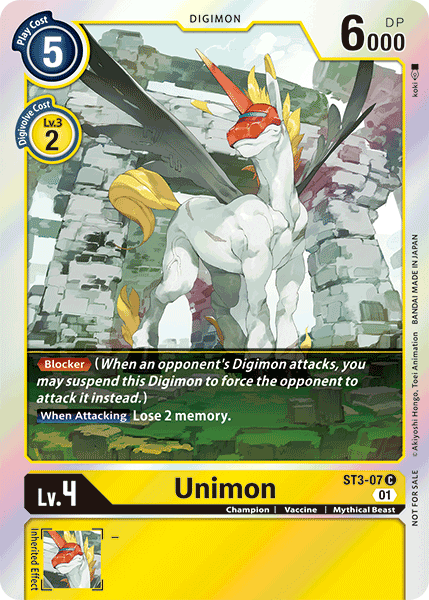 DIGIMON
Play Cost
5
DP
6000
Digivolve Cost
Lv.3
2
koki
Blocker (When an opponent's Digimon attacks, you
may suspend this Digimon to force the opponent to
attack it instead.)
When Attacking Lose 2 memory.
© Akiyoshi Hongo, Toei Animation BANDAI MADE IN JAPAN
NOT FOR SALE
Lv.4
Unimon
ST3-07 C
01
Champion | Vaccine | Mythical Beast
Inherited Effect
–